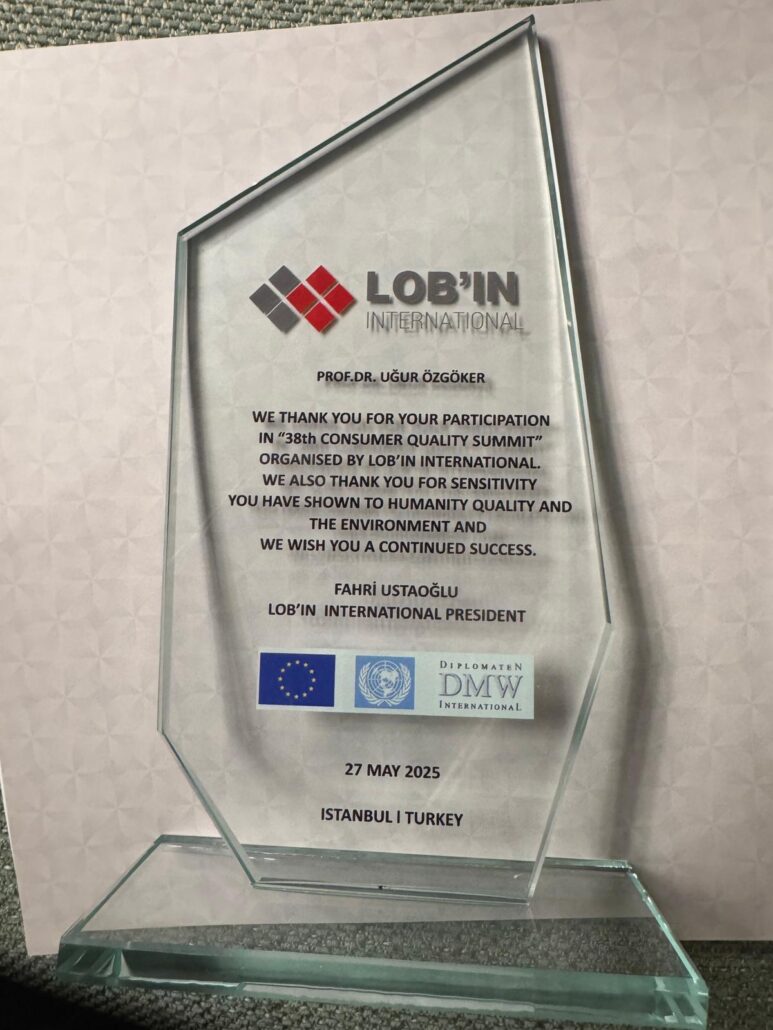 LOB'IN
INTERNATIONAL
PROF.DR. UĞUR ÖZGÖKER
WE THANK YOU FOR YOUR PARTICIPATION
IN “38th CONSUMER QUALITY SUMMIT”
ORGANISED BY LOB'IN INTERNATIONAL.
WE ALSO THANK YOU FOR SENSITIVITY
YOU HAVE SHOWN TO HUMANITY QUALITY AND
THE ENVIRONMENT AND
WE WISH YOU A CONTINUED SUCCESS.
FAHRİ USTAOĞLU
LOB'IN INTERNATIONAL PRESIDENT
DIPLOMATEN
DMW
INTERNATIONAL
27 MAY 2025
ISTANBUL | TURKEY